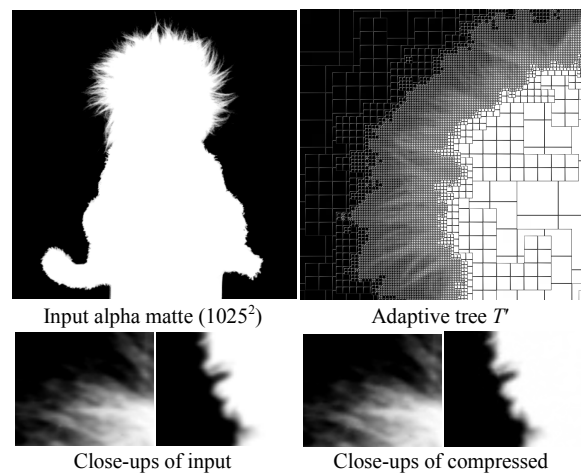 Input alpha matte (1025²)
Adaptive tree T'
Close-ups of input
Close-ups of compressed